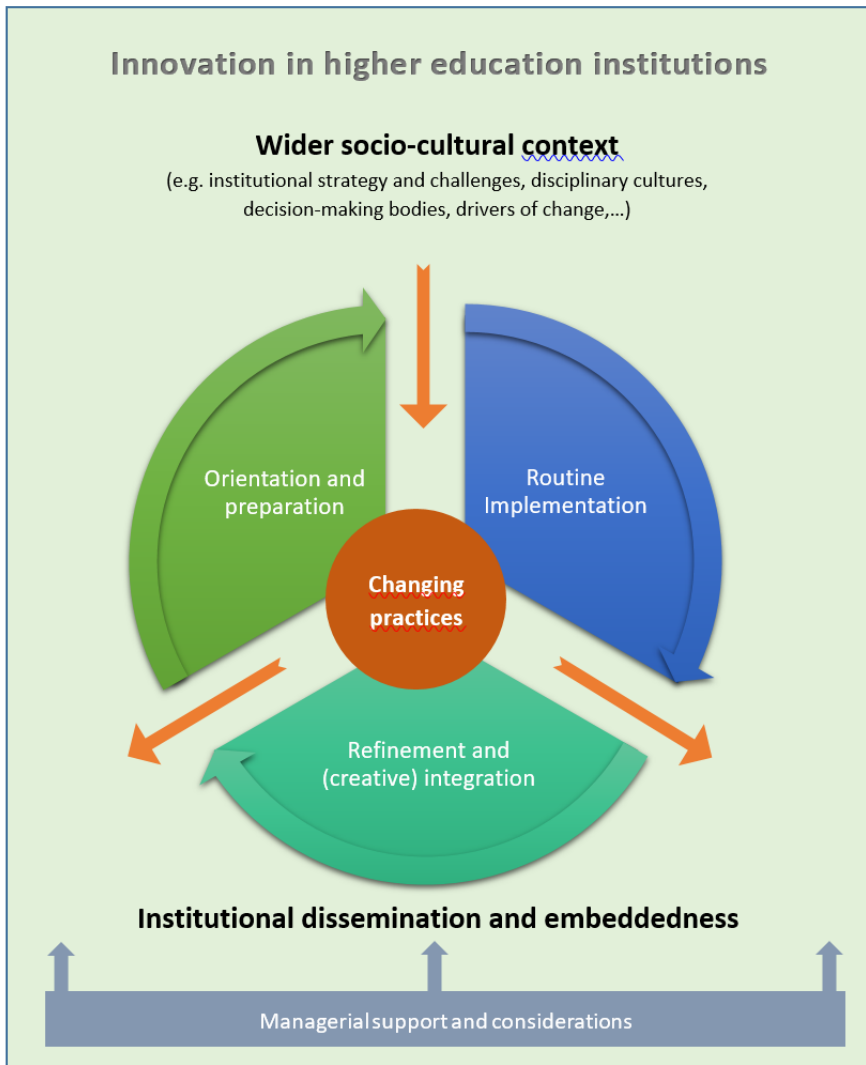 Innovation in higher education institutions
Wider socio-cultural context
(e.g. institutional strategy and challenges, disciplinary cultures,
decision-making bodies, drivers of change,...)
Orientation and
preparation
Routine
Implementation
Changing
practices
Refinement and
(creative) integration
Institutional dissemination and embeddedness
Managerial support and considerations